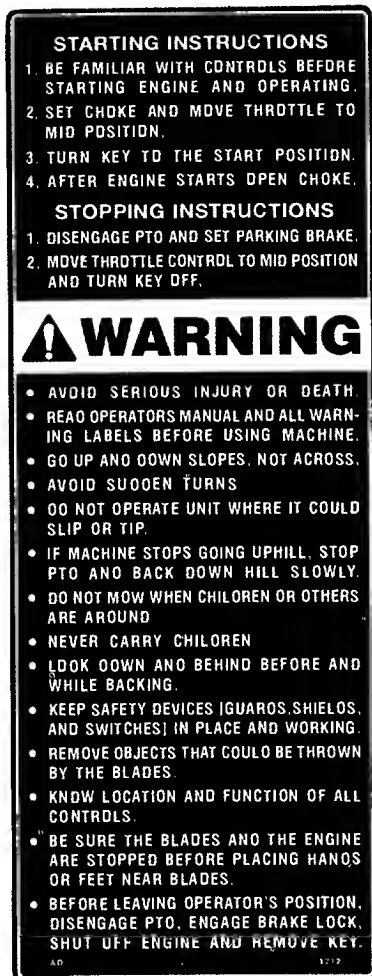 STARTING INSTRUCTIONS
1. BE FAMILIAR WITH CONTROLS BEFORE
STARTING ENGINE AND OPERATING.
2. SET CHOKE AND MOVE THROTTLE TO
MID POSITION.
3. TURN KEY TO THE START POSITION.
4. AFTER ENGINE STARTS OPEN CHOKE.
STOPPING INSTRUCTIONS
1. DISENGAGE PTO AND SET PARKING BRAKE.
2. MOVE THROTTLE CONTROL TO MID POSITION
AND TURN KEY OFF.
WARNING
• AVOID SERIOUS INJURY OR DEATH.
• READ OPERATORS MANUAL AND ALL WARN-
ING LABELS BEFORE USING MACHINE.
• GO UP AND DOWN SLOPES, NOT ACROSS.
• AVOID SUDDEN TURNS
• DO NOT OPERATE UNIT WHERE IT COULD
SLIP OR TIP.
• IF MACHINE STOPS GOING UPHILL, STOP
PTO AND BACK DOWN HILL SLOWLY.
• DO NOT MOW WHEN CHILDREN OR OTHERS
ARE AROUND
• NEVER CARRY CHILDREN
• LOOK DOWN AND BEHIND BEFORE AND
WHILE BACKING.
• KEEP SAFETY DEVICES (GUARDS,SHIELDS,
AND SWITCHES) IN PLACE AND WORKING.
• REMOVE OBJECTS THAT COULD BE THROWN
BY THE BLADES.
• KNOW LOCATION AND FUNCTION OF ALL
CONTROLS.
• BE SURE THE BLADES AND THE ENGINE
ARE STOPPED BEFORE PLACING HANDS
OR FEET NEAR BLADES.
• BEFORE LEAVING OPERATOR'S POSITION,
DISENGAGE PTO, ENGAGE BRAKE LOCK,
SHUT OFF ENGINE AND REMOVE KEY.
AD 1212